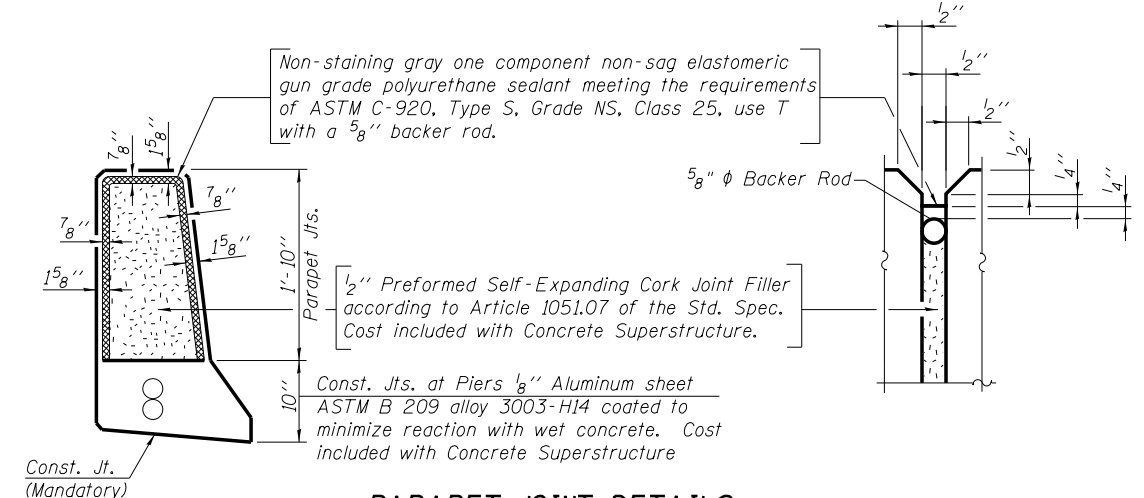 1/2"
Non-staining gray one component non-sag elastomeric
gun grade polyurethane sealant meeting the requirements
of ASTM C-920, Type S, Grade NS, Class 25, use T
with a 5/8" backer rod.
1/2"
1/2"
1/2"
1/4"
1/4"
7/8"
1 5/8"
5/8" ϕ Backer Rod
7/8"
7/8"
1 5/8"
1 5/8"
1'-10"
Parapet Jts.
1/2" Preformed Self-Expanding Cork Joint Filler
according to Article 1051.07 of the Std. Spec.
Cost included with Concrete Superstructure.
10"
Const. Jts. at Piers 1/8" Aluminum sheet
ASTM B 209 alloy 3003-H14 coated to
minimize reaction with wet concrete. Cost
included with Concrete Superstructure
Const. Jt.
(Mandatory)
PARAPET JOINT DETAILS